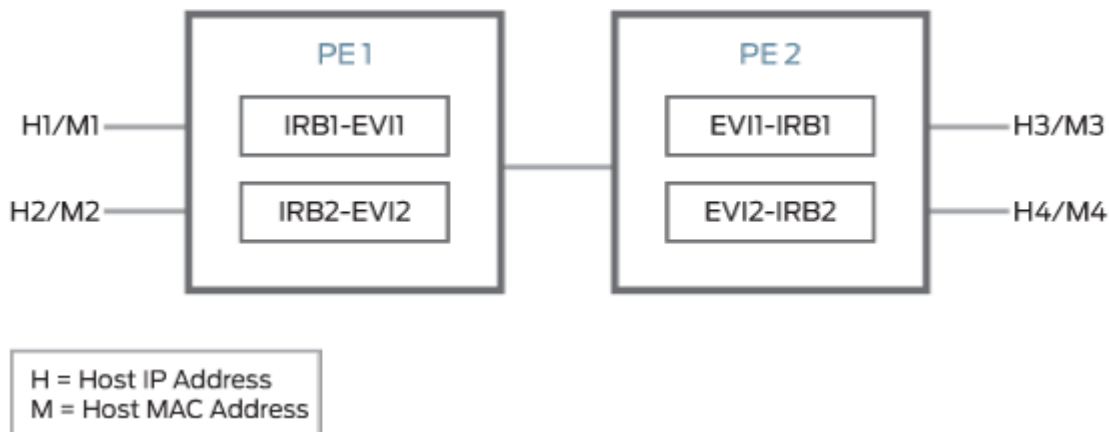 PE 1
PE 2
H1/M1
IRB1-EVI1
EVI1-IRB1
H3/M3
H2/M2
IRB2-EVI2
EVI2-IRB2
H4/M4
H = Host IP Address
M = Host MAC Address